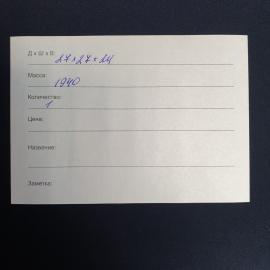 Д х Ш х В: 27 x 27 x 24
Масса: 1940
Количество: 1
Цена:
Название:
Заметка: